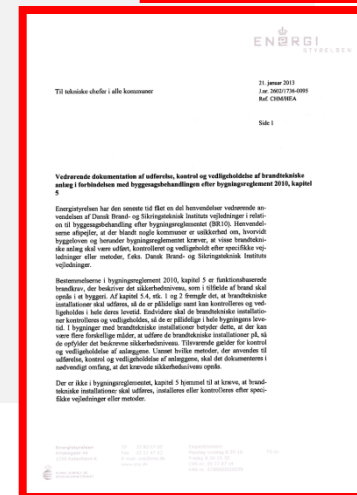 ENERGI
STYRELSEN
Til tekniske chefer i alle kommuner
21. januar 2013
J.nr. 2602/1736-0095
Ref. CHM/HEA
Side 1
Vedrørende dokumentation af udførelse, kontrol og vedligeholdelse af brandtekniske
anlæg i forbindelsen med byggesagsbehandlingen efter bygningsreglement 2010, kapitel
5
Energistyrelsen har den seneste tid fået en del henvendelser vedrørende an-
vendelsen af Dansk Brand- og Sikringsteknisk Instituts vejledninger i relati-
on til byggesagsbehandling efter bygningsreglementet (BR10). Henvendel-
serne afspejler, at der blandt nogle kommuner er usikkerhed om, hvorvidt
byggeloven og herunder bygningsreglementet kræver, at visse brandtekni-
ske anlæg skal være udført, kontrolleret og vedligeholdt efter specifikke vej-
ledninger eller metoder, f.eks. Dansk Brand- og Sikringsteknisk Instituts
vejledninger.
Bestemmelserne i bygningsreglement 2010, kapitel 5 er funktionsbaserede
brandkrav, der beskriver det sikkerhedsniveau, som i tilfælde af brand skal
opnås i et byggeri. Af kapitel 5.4, stk. 1 og 2 fremgår det, at brandtekniske
installationer skal udføres, så de er pålidelige samt kan kontrolleres og ved-
ligeholdes i hele deres levetid. Endvidere skal de brandtekniske installatio-
ner kontrolleres og vedligeholdes, så de er pålidelige i hele bygningens leve-
tid. I bygninger med brandtekniske installationer betyder dette, at der kan
være flere forskellige måder, at udføre de brandtekniske installationer på, så
de opfylder det beskrevne sikkerhedsniveau. Tilsvarende gælder for kontrol
og vedligeholdelse af anlæggene. Uanset hvilke metoder, der anvendes til
udførelse, kontrol og vedligeholdelse af anlæggene, skal det dokumenteres i
nødvendigt omfang, at det krævede sikkerhedsniveau opnås.
Der er ikke i bygningsreglementet, kapitel 5 hjemmel til at kræve, at brand-
tekniske installationer skal udføres, installeres eller kontrolleres efter speci-
fikke vejledninger eller metoder.
Energistyrelsen